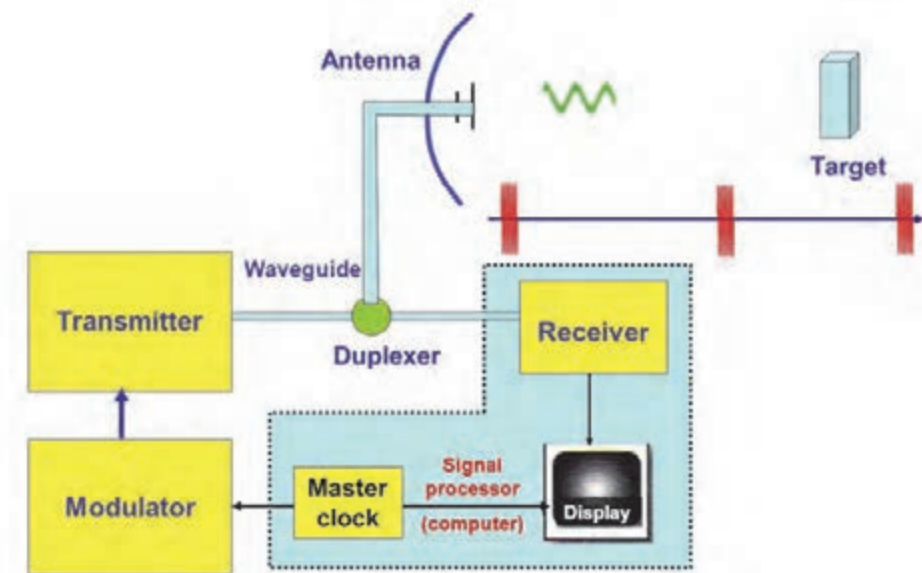 Antenna
Target
Waveguide
Transmitter
Duplexer
Receiver
Modulator
Master
clock
Signal
processor
(computer)
Display